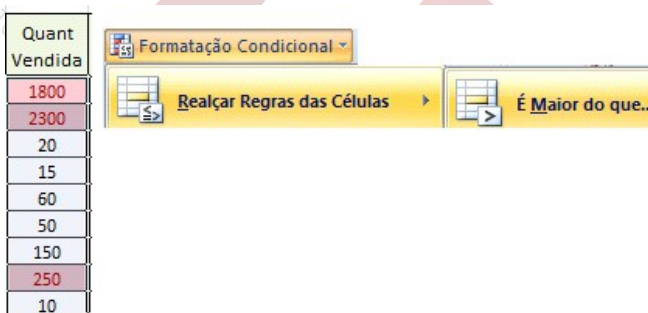 Quant
Vendida
1800
2300
20
15
60
50
150
250
10
Formatação Condicional
Realçar Regras das Células
É Maior do que..